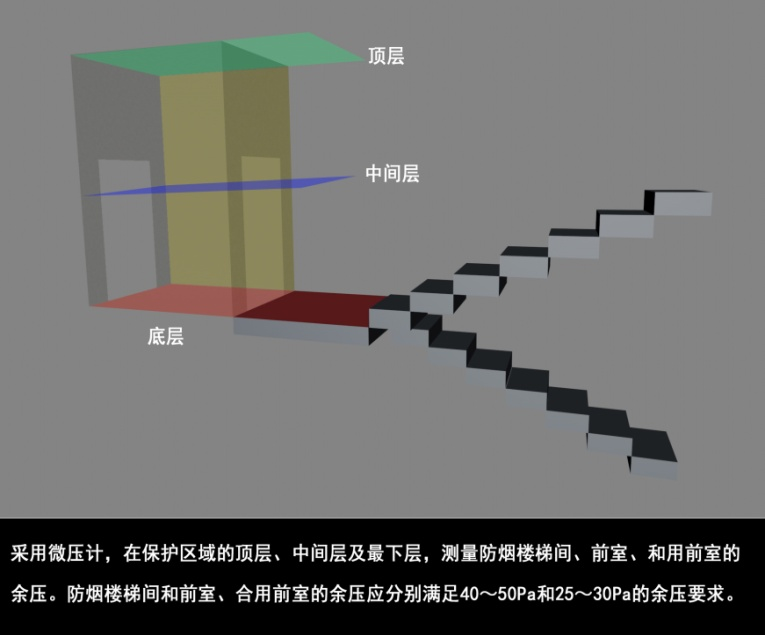 顶层
中间层
底层
采用微压计，在保护区域的顶层、中间层及最下层，测量防烟楼梯间、前室、和用前室的
余压。防烟楼梯间和前室、合用前室的余压应分别满足40～50Pa和25～30Pa的余压要求。